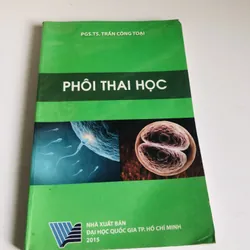 PGS.TS. TRẦN CÔNG TOẠI
PHÔI THAI HỌC
NHÀ XUẤT BẢN
ĐẠI HỌC QUỐC GIA TP. HỒ CHÍ MINH
2015